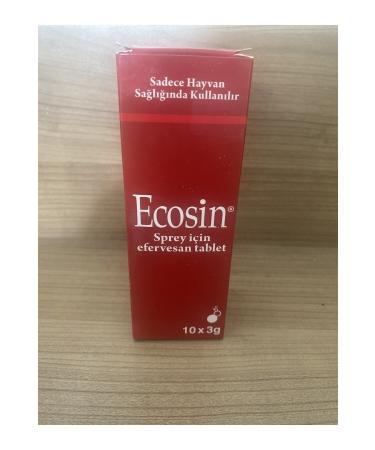 Sadece Hayvan
Sağlığında Kullanılır
Ecosin®
Sprey için
efervesan tablet
10 x 3g